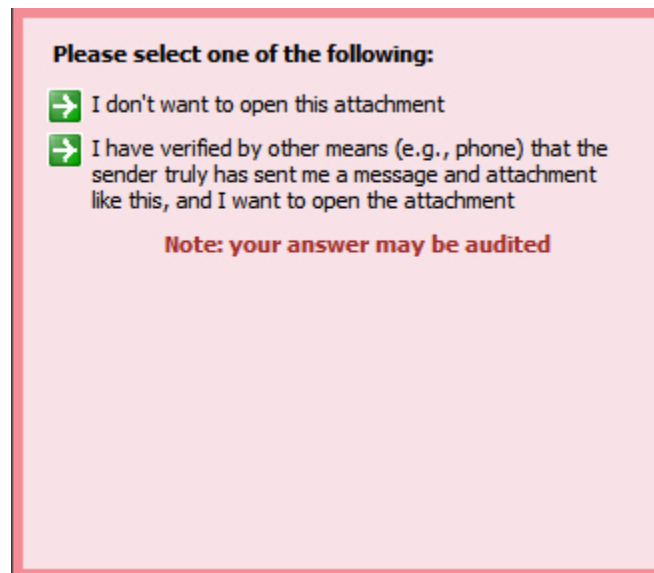 Please select one of the following:
I don't want to open this attachment
I have verified by other means (e.g., phone) that the
sender truly has sent me a message and attachment
like this, and I want to open the attachment
Note: your answer may be audited